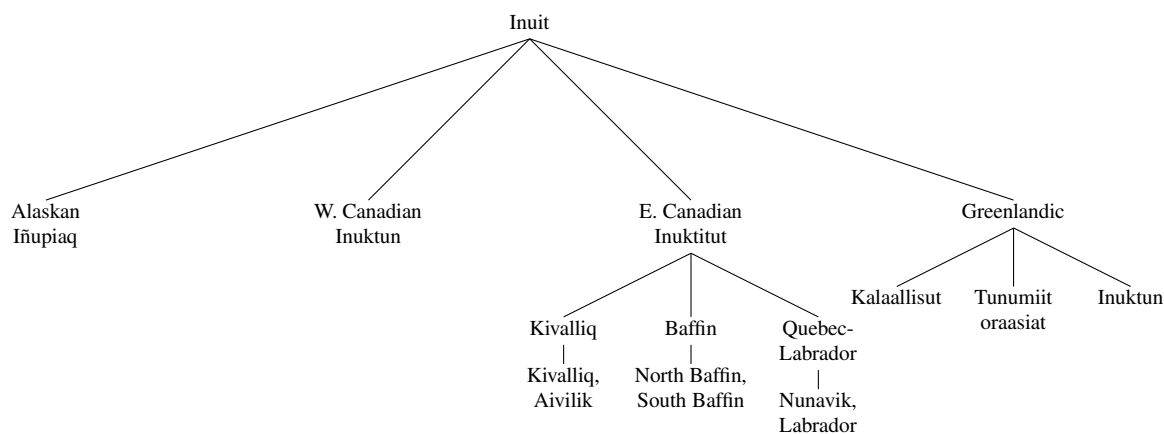 Inuit
Alaskan
Iñupiaq
W. Canadian
Inuktun
E. Canadian
Inuktitut
Greenlandic
Kivalliq
Kivalliq,
Aivilik
Baffin
North Baffin,
South Baffin
Quebec-
Labrador
Nunavik,
Labrador
Kalaallisut
Tunumiit
oraasiat
Inuktun